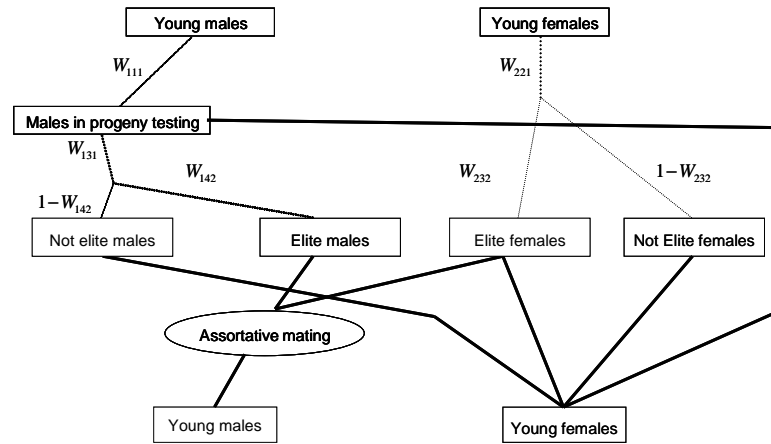 Young males
Young females
W111
W221
Males in progeny testing
W131
W142
W232
1−W232
1−W142
Not elite males
Elite males
Elite females
Not Elite females
Assortative mating
Young males
Young females